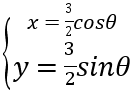 x = 3/2 cosθ
y = 3/2 sinθ